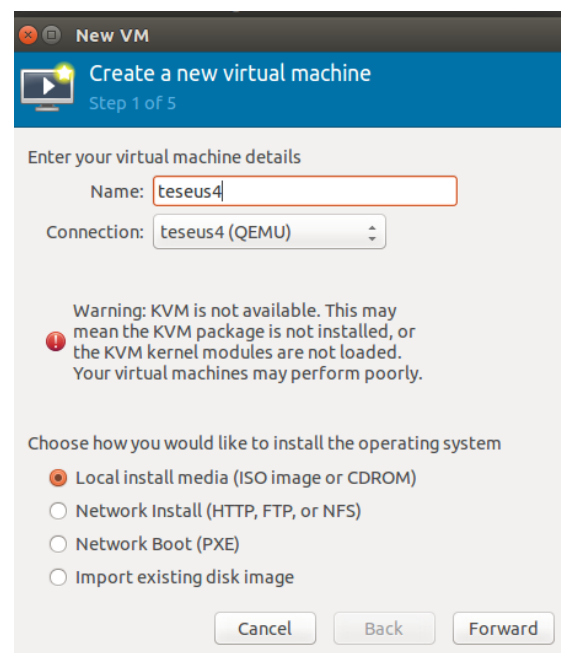 New VM
Create a new virtual machine
Step 1 of 5
Enter your virtual machine details
Name: teseus4
Connection: teseus4 (QEMU)
Warning: KVM is not available. This may
mean the KVM package is not installed, or
the KVM kernel modules are not loaded.
Your virtual machines may perform poorly.
Choose how you would like to install the operating system
Local install media (ISO image or CDROM)
Network Install (HTTP, FTP, or NFS)
Network Boot (PXE)
Import existing disk image
Cancel Back Forward